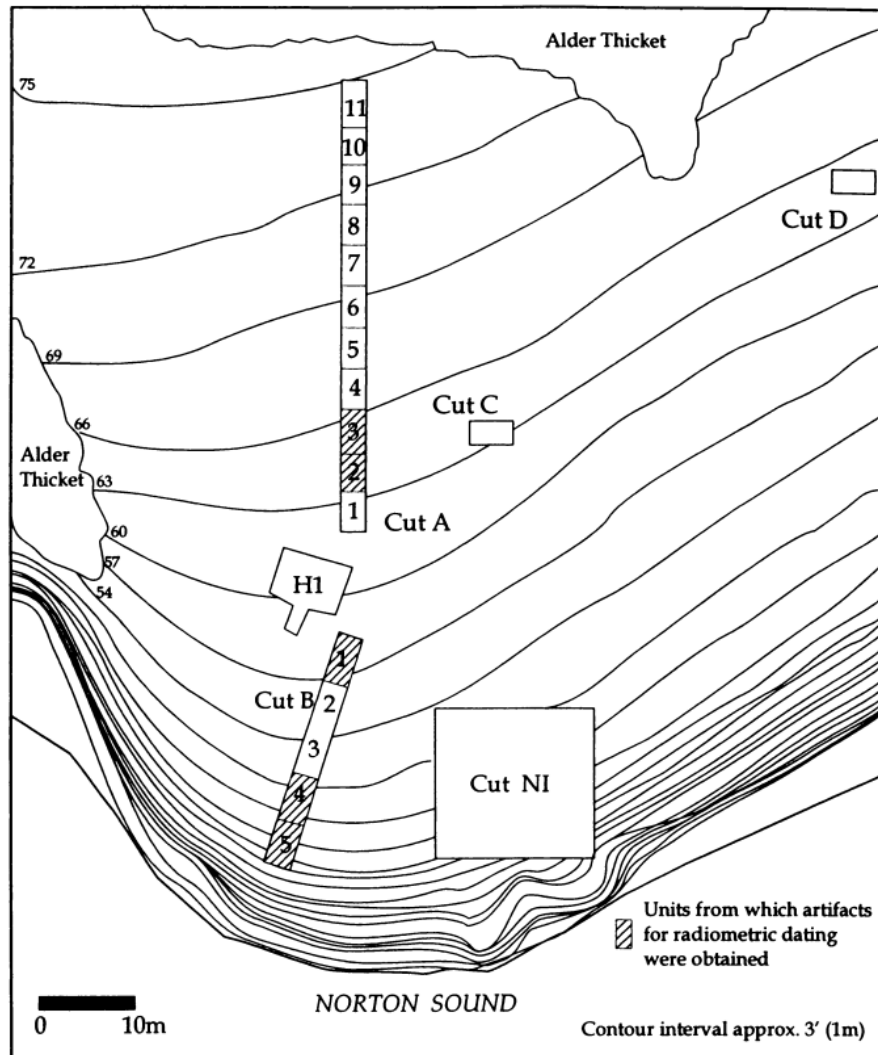 Alder Thicket
75
11
10
9
Cut D
8
72
7
6
69
5
4
Cut C
66
3
Alder
Thicket
2
63
1
Cut A
60
57
H1
54
1
Cut B
2
3
Cut NI
4
5
Units from which artifacts
for radiometric dating
were obtained
NORTON SOUND
0
10m
Contour interval approx. 3' (1m)